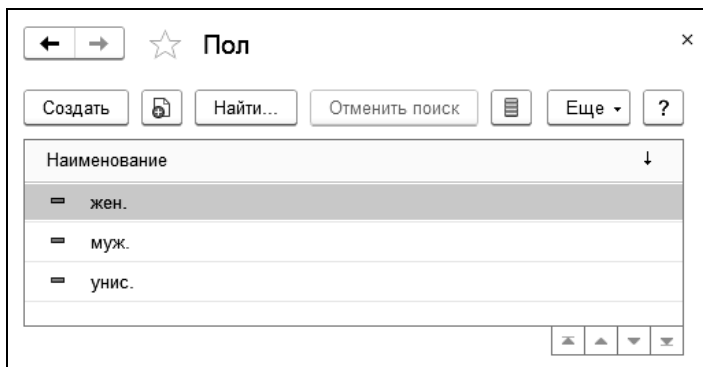 Пол
Создать Найти... Отменить поиск Еще ?
Наименование
жен.
муж.
унис.